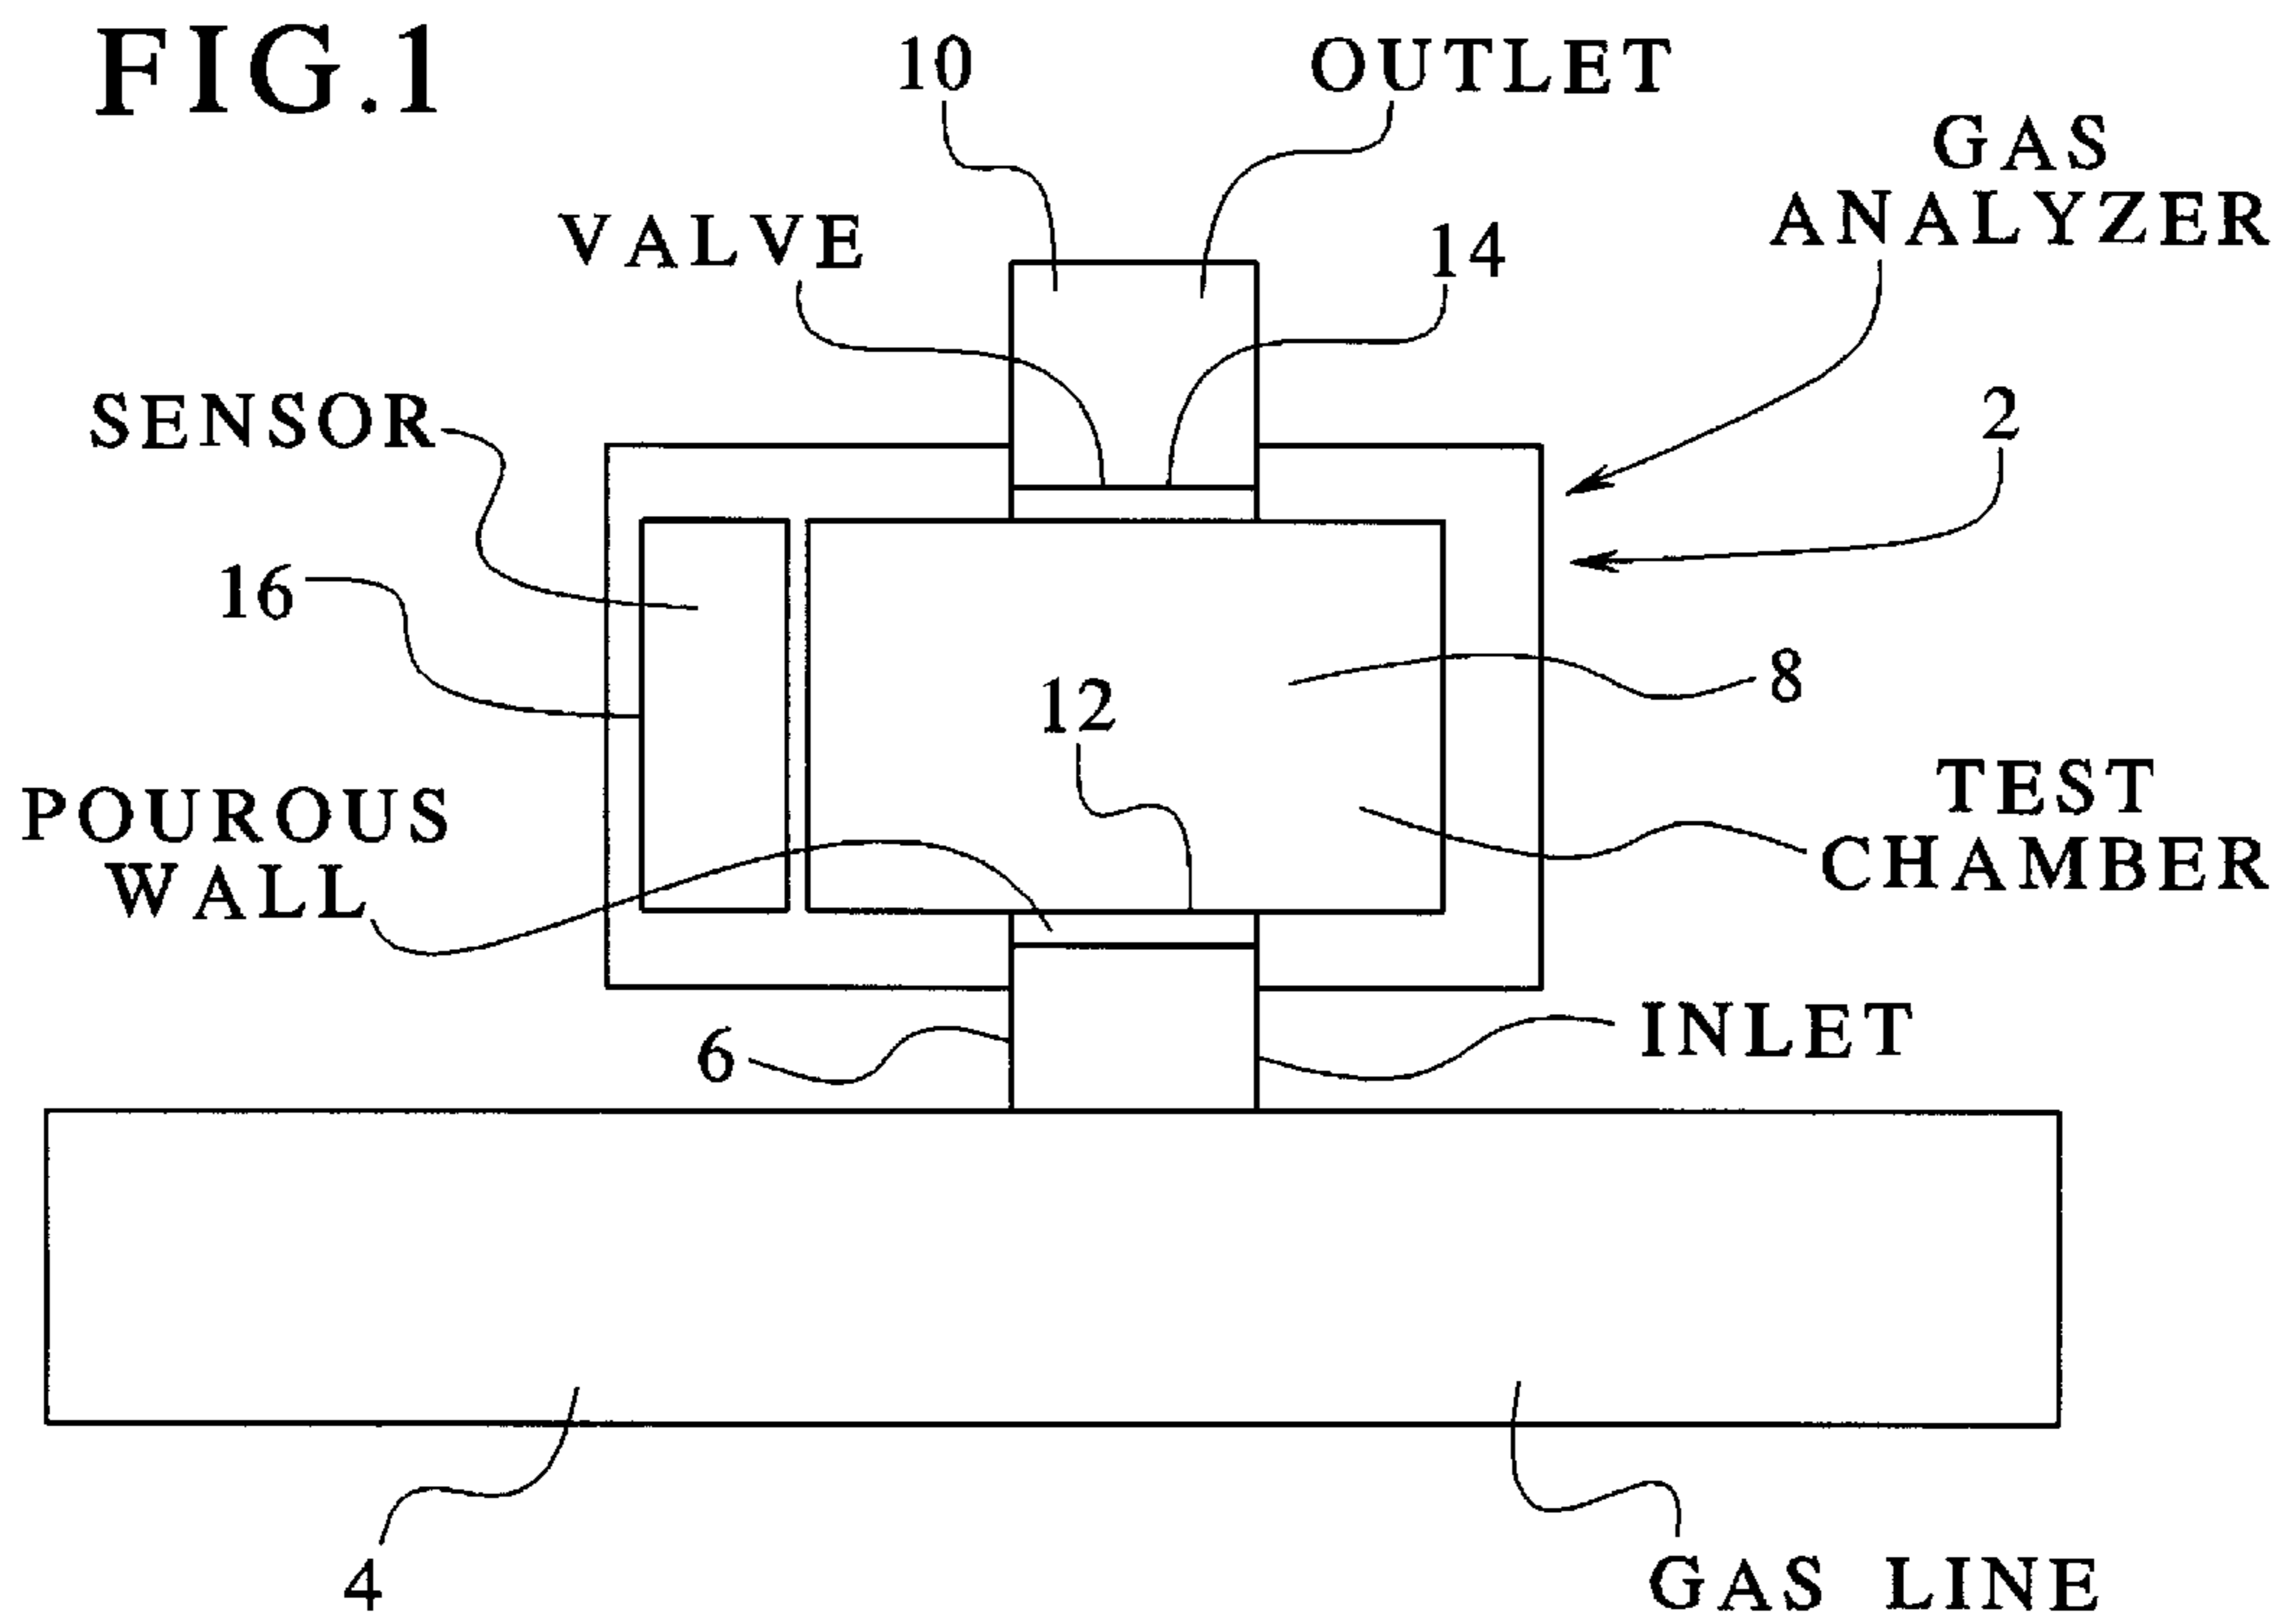 FIG.1
10
OUTLET
GAS
ANALYZER
VALVE
14
SENSOR
2
16
8
12
POUROUS
WALL
TEST
CHAMBER
6
INLET
4
GAS LINE